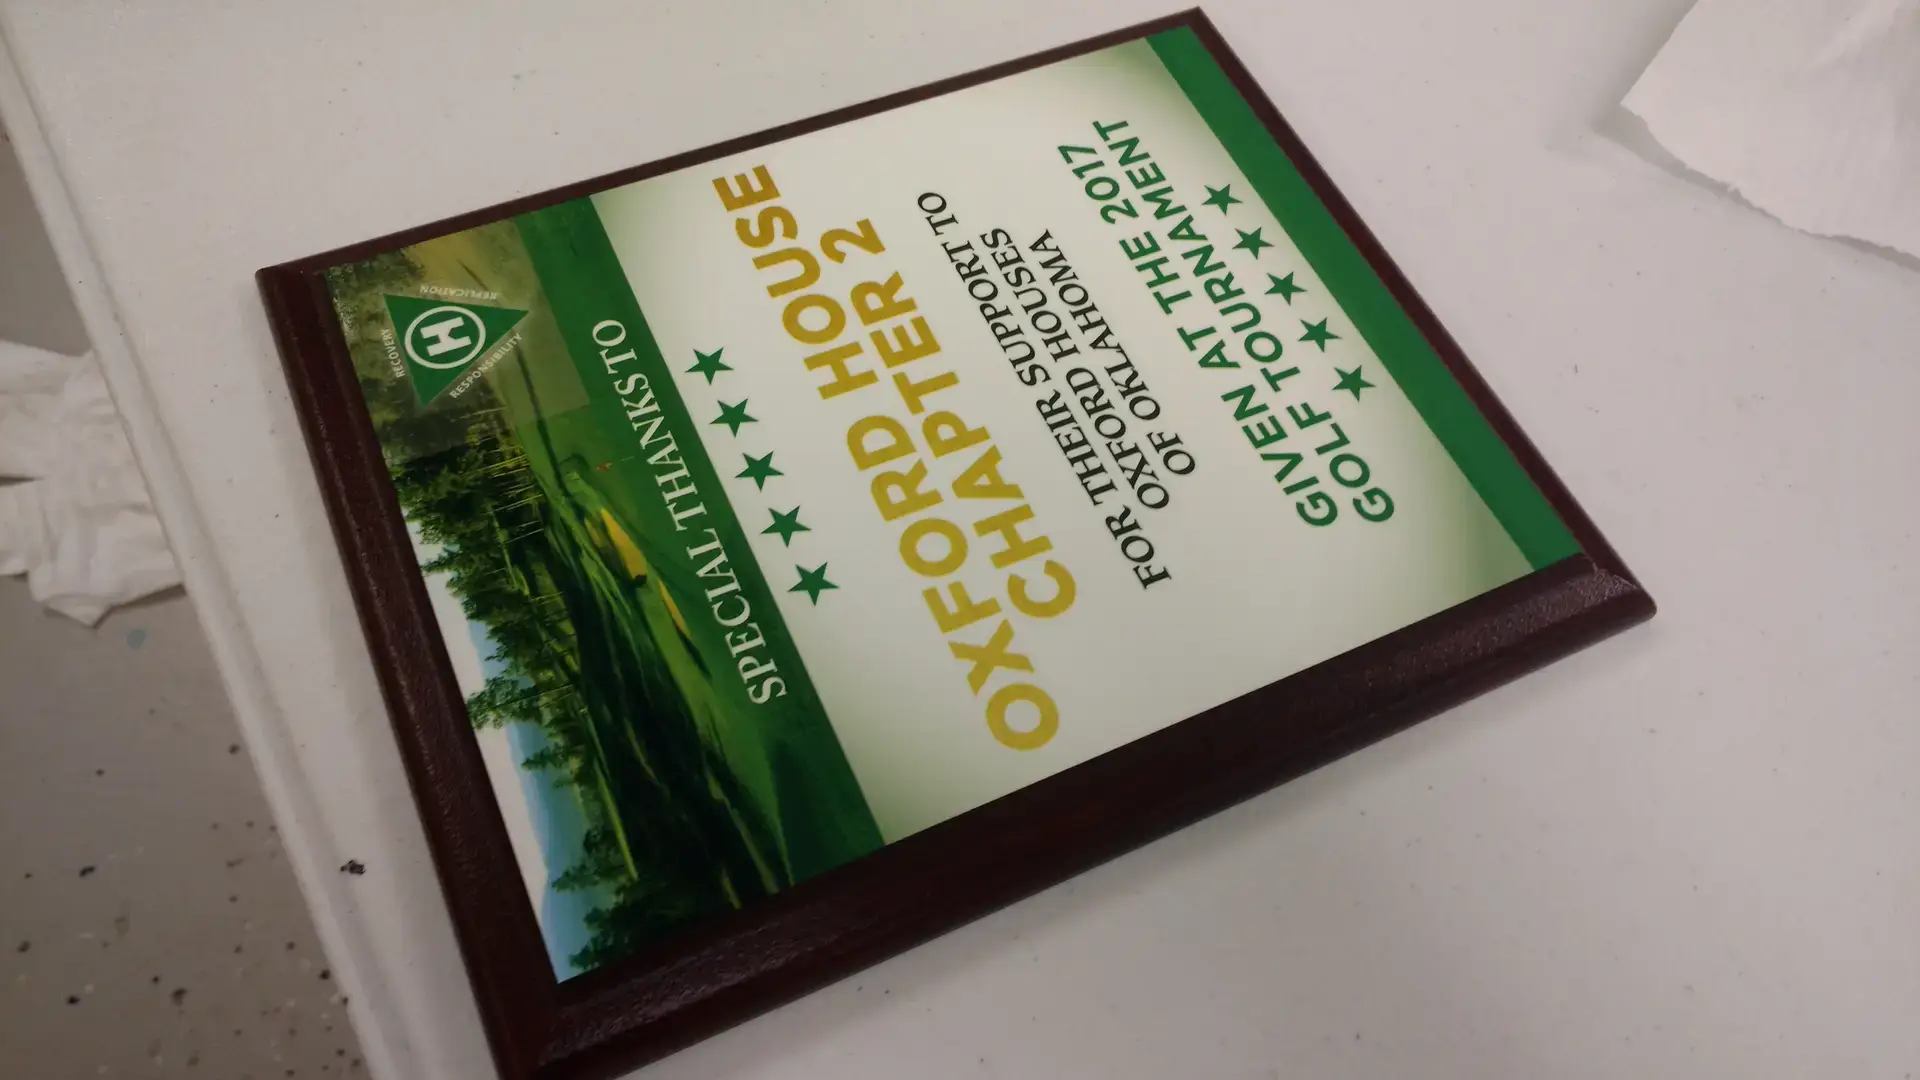 RECOVERY
REPLICATION
H
RESPONSIBILITY
SPECIAL THANKS TO
OXFORD HOUSE
CHAPTER 2
FOR THEIR SUPPORT TO
OXFORD HOUSES
OF OKLAHOMA
GIVEN AT THE 2017
GOLF TOURNAMENT